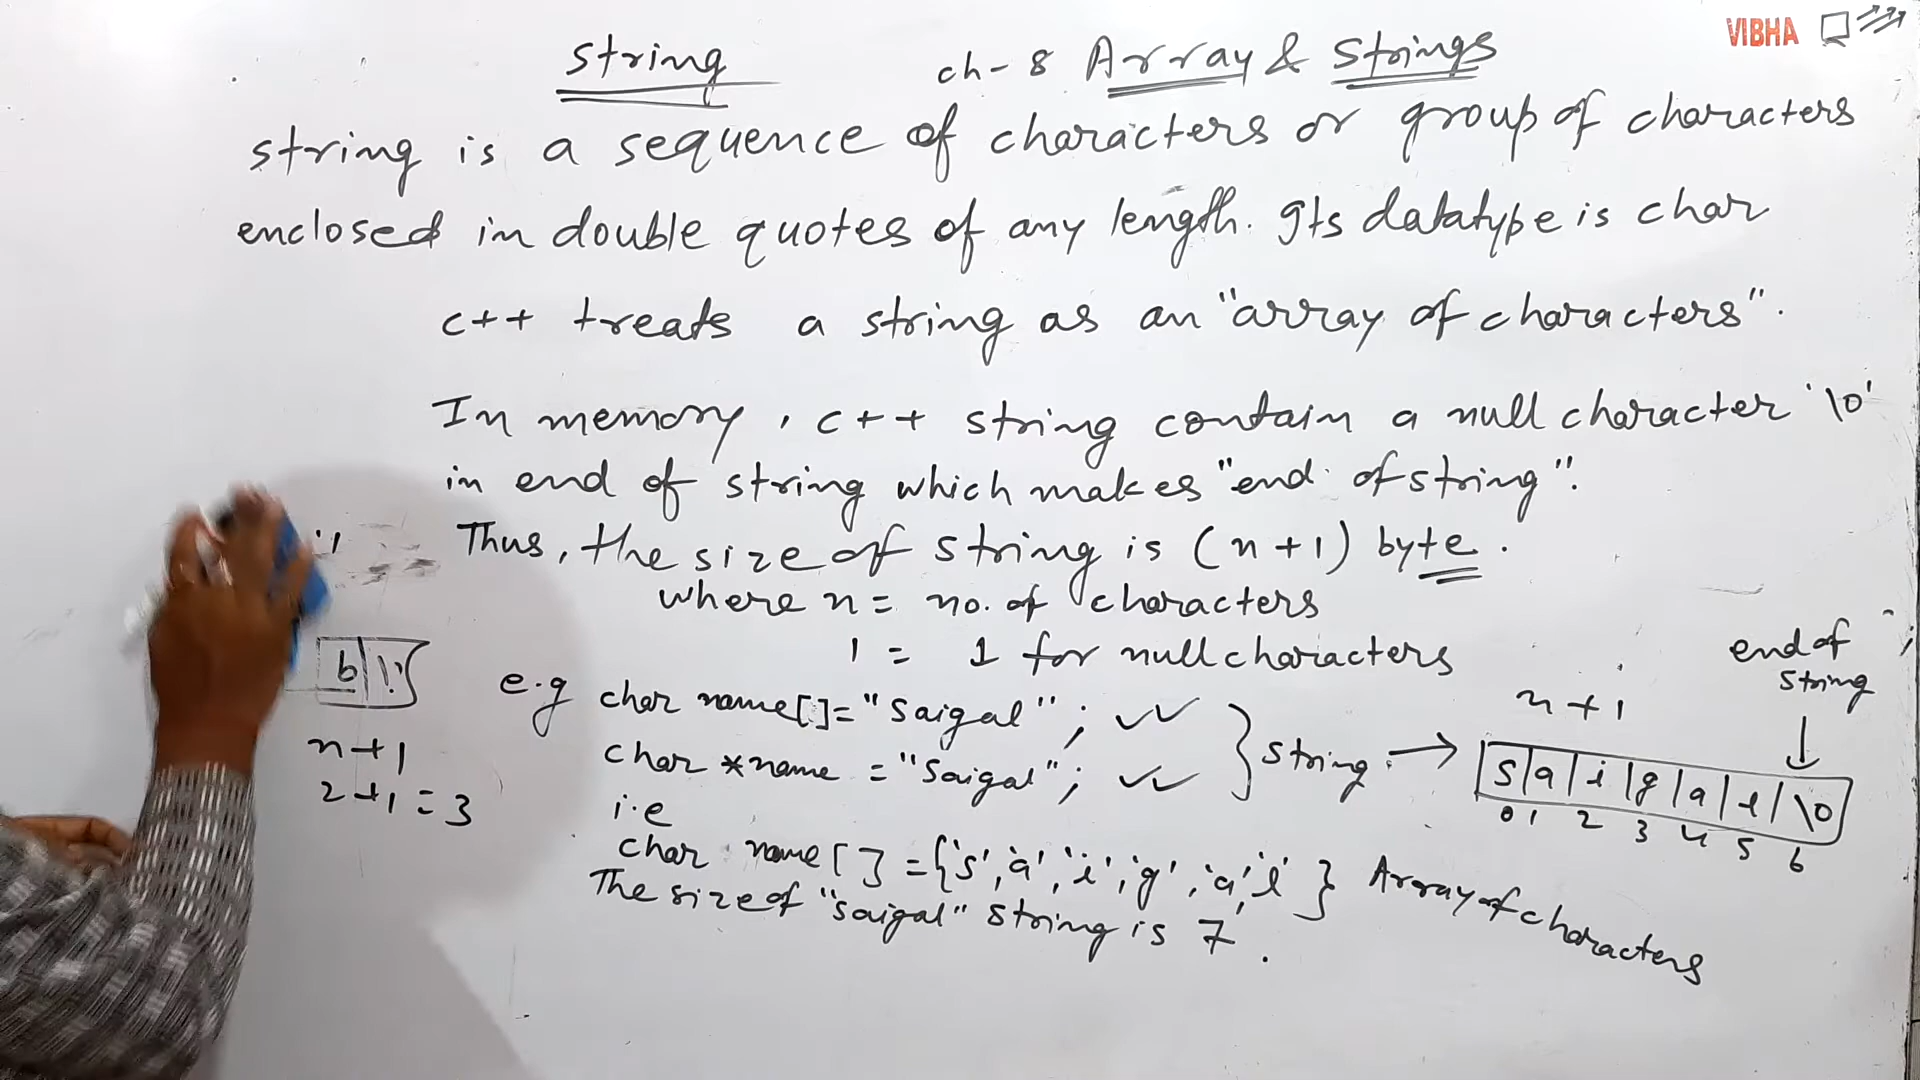 String ch-8 Array & Strings
VIBHA
string is a sequence of characters or group of characters
enclosed in double quotes of any length. Its datatype is char
c++ treats a string as an "array of characters".
In memory, c++ string contain a null character '\0'
in end of string which makes "end of string".
Thus, the size of string is (n+1) byte.
where n = no. of characters
1 = 1 for null characters
e.g char name[]="Saigal";
char *name ="Saigal"; } string →
i.e
char name[]={'s','a','i','g','a','l' } Array of characters
The size of "saigal" string is 7.
end of
string
n+1
S a i g a l \0
0 1 2 3 4 5 6
b
n+1
2+1=3